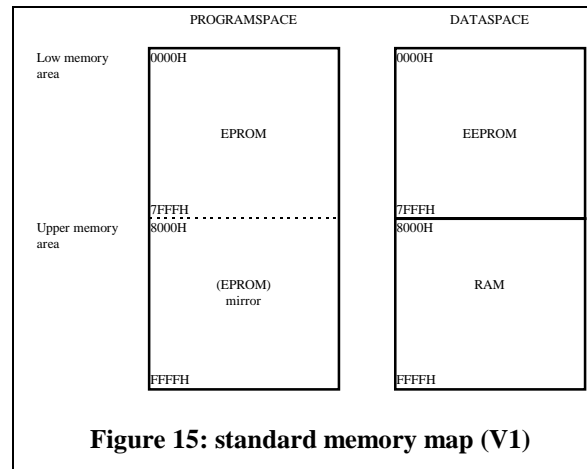 PROGRAMSPACE DATASPACE
Low memory 0000H 0000H
area
EPROM EEPROM
7FFFH 7FFFH
Upper memory 8000H 8000H
area
(EPROM) RAM
mirror
FFFFH FFFFH
Figure 15: standard memory map (V1)